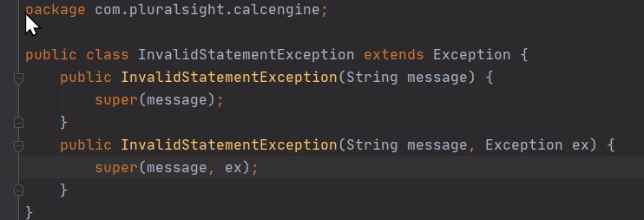 package com.pluralsight.calcengine;
public class InvalidStatementException extends Exception {
public InvalidStatementException(String message) {
super(message);
}
public InvalidStatementException(String message, Exception ex) {
super(message, ex);
}
}